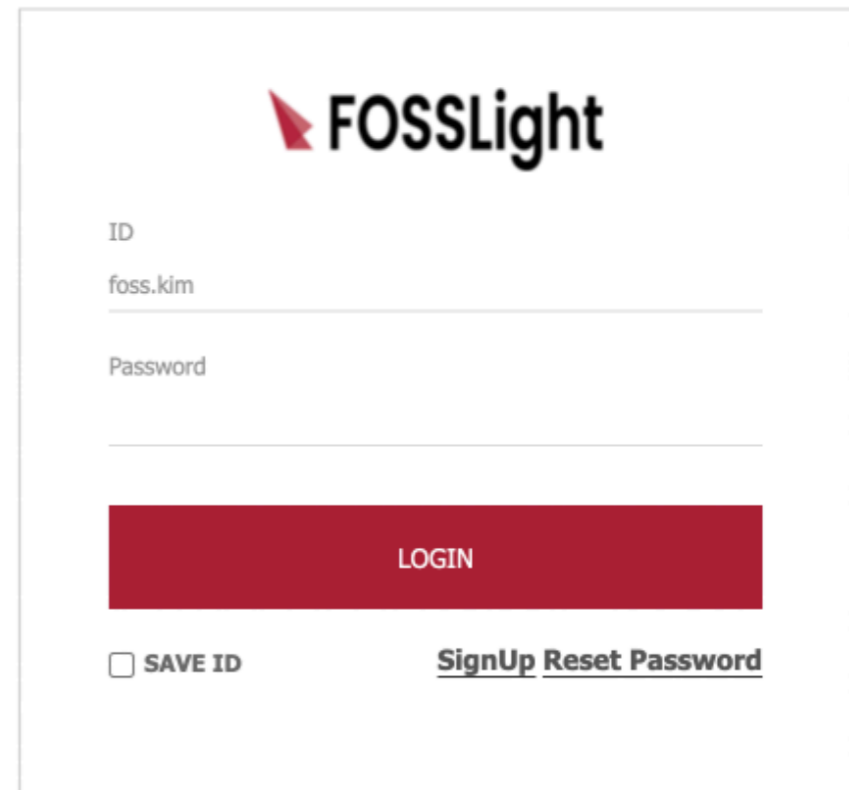 FOSSLight
ID
foss.kim
Password
LOGIN
SAVE ID SignUp Reset Password